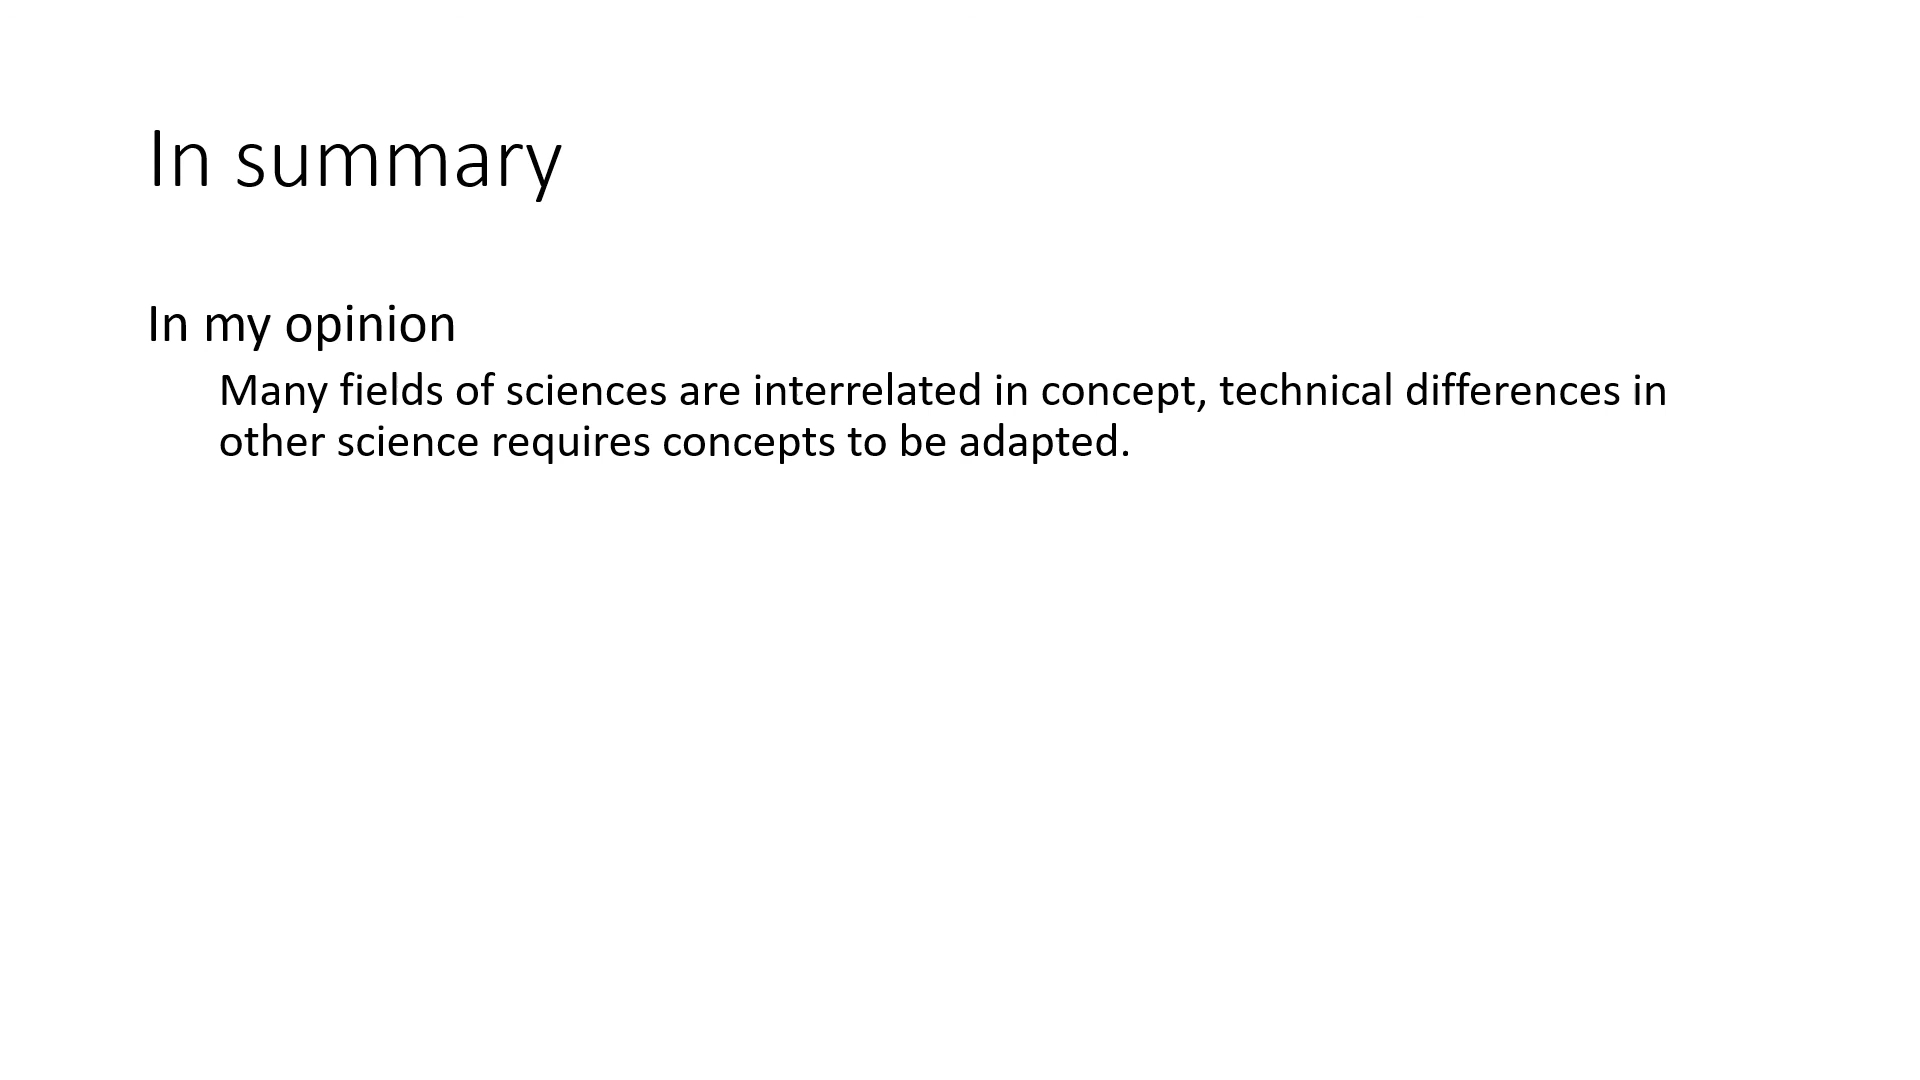 In summary
In my opinion
Many fields of sciences are interrelated in concept, technical differences in
other science requires concepts to be adapted.